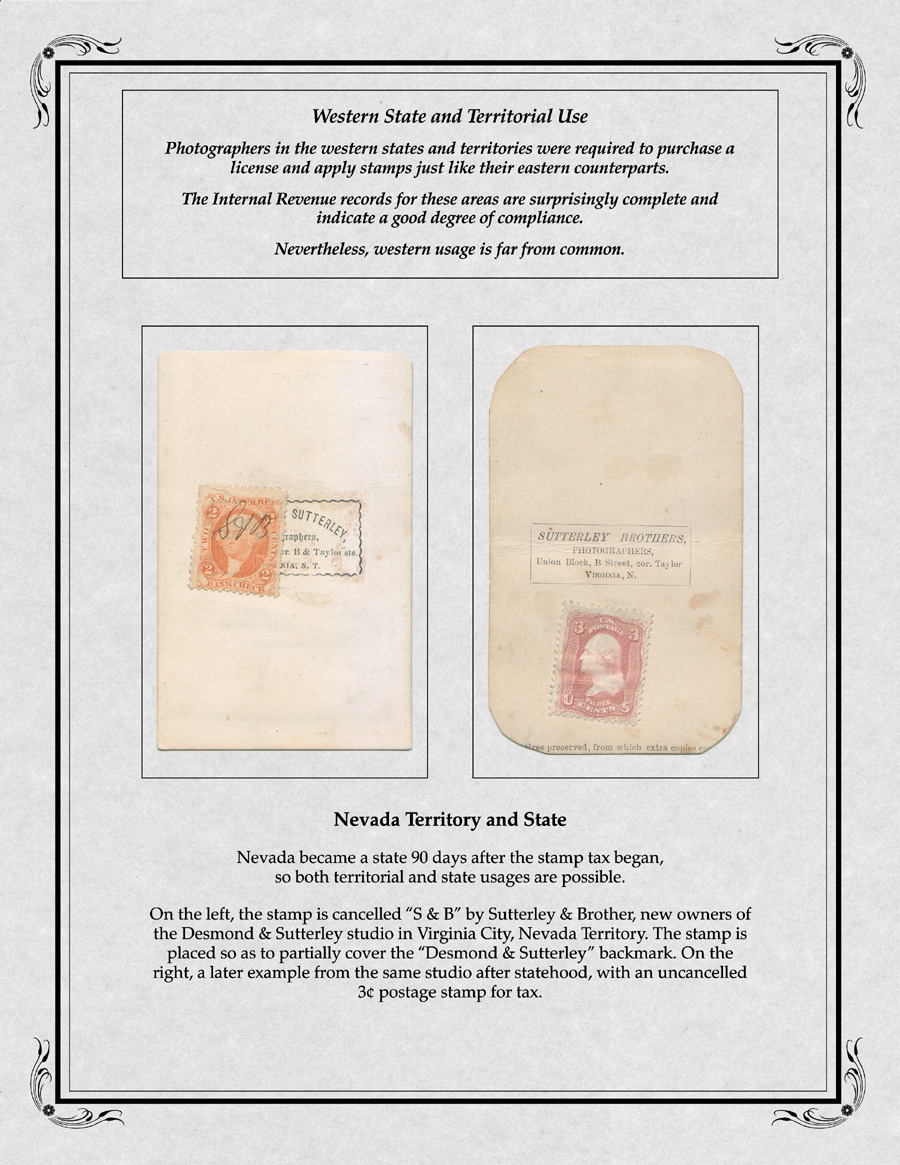 Western State and Territorial Use
Photographers in the western states and territories were required to purchase a
license and apply stamps just like their eastern counterparts.
The Internal Revenue records for these areas are surprisingly complete and
indicate a good degree of compliance.
Nevertheless, western usage is far from common.
U.S. INTER. REV.
2
TWO
CENTS
S&B
2
2
BANK CHECK
SUTTERLEY,
raphers,
or. B & Taylor sts.
NIA, N. T.
SUTTERLEY BROTHERS,
PHOTOGRAPHERS,
Union Block, B Street, cor. Taylor
VIRGINIA, N.
U.S.
3 POSTAGE 3
THREE
U CENTS S
tives preserved, from which extra copies
Nevada Territory and State
Nevada became a state 90 days after the stamp tax began,
so both territorial and state usages are possible.
On the left, the stamp is cancelled “S & B” by Sutterley & Brother, new owners of
the Desmond & Sutterley studio in Virginia City, Nevada Territory. The stamp is
placed so as to partially cover the “Desmond & Sutterley” backmark. On the
right, a later example from the same studio after statehood, with an uncancelled
3¢ postage stamp for tax.